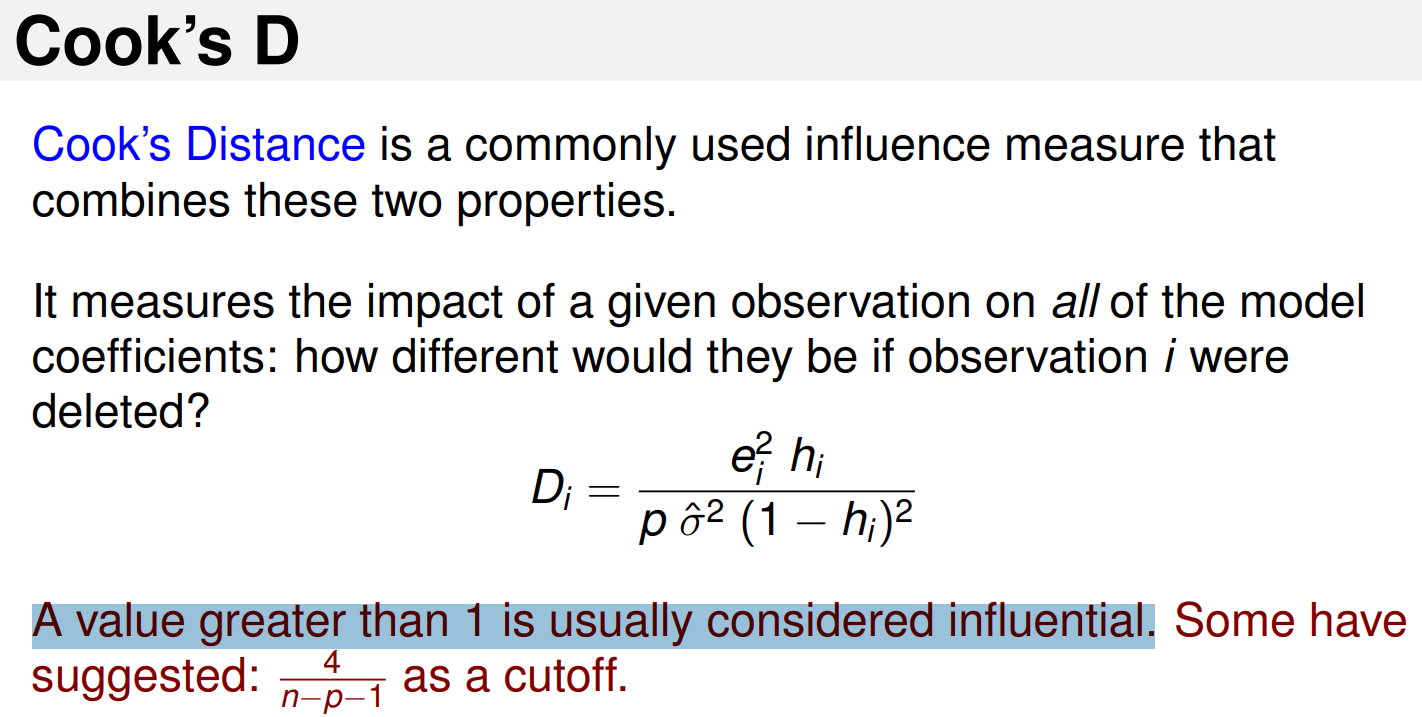 Cook’s D
Cook’s Distance is a commonly used influence measure that
combines these two properties.
It measures the impact of a given observation on all of the model
coefficients: how different would they be if observation i were
deleted?
D_i = \frac{e_i^2 h_i}{p \hat{\sigma}^2 (1 − h_i)^2}
A value greater than 1 is usually considered influential. Some have
suggested: \frac{4}{n−p−1} as a cutoff.